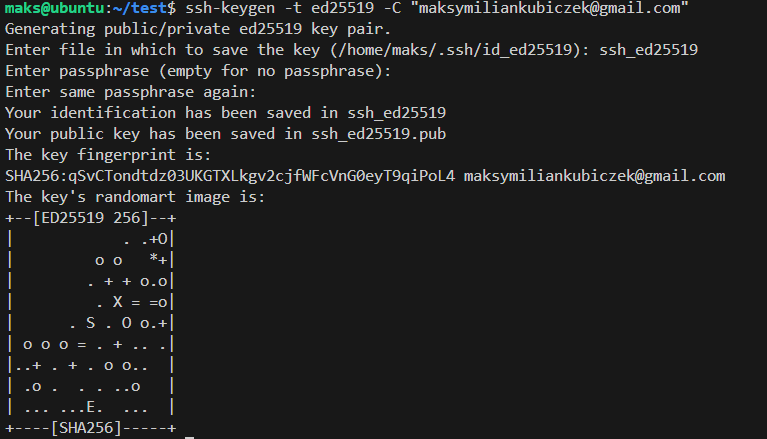 maks@ubuntu:~/test$ ssh-keygen -t ed25519 -C "maksymiliankubiczek@gmail.com"
Generating public/private ed25519 key pair.
Enter file in which to save the key (/home/maks/.ssh/id_ed25519): ssh_ed25519
Enter passphrase (empty for no passphrase):
Enter same passphrase again:
Your identification has been saved in ssh_ed25519
Your public key has been saved in ssh_ed25519.pub
The key fingerprint is:
SHA256:qSvCTondtdz03UKGTXLkgv2cjfWFcVnG0eyT9qiPoL4 maksymiliankubiczek@gmail.com
The key's randomart image is:
+--[ED25519 256]--+
|            . .+O|
|         o o   *+|
|        . + + o.o|
|         . X = =o|
|      . S . O o.+|
| o o o = . + .. .|
|..+ . + . o o..  |
| .o .  . . ..o   |
| ... ...E.  ...  |
+----[SHA256]-----+